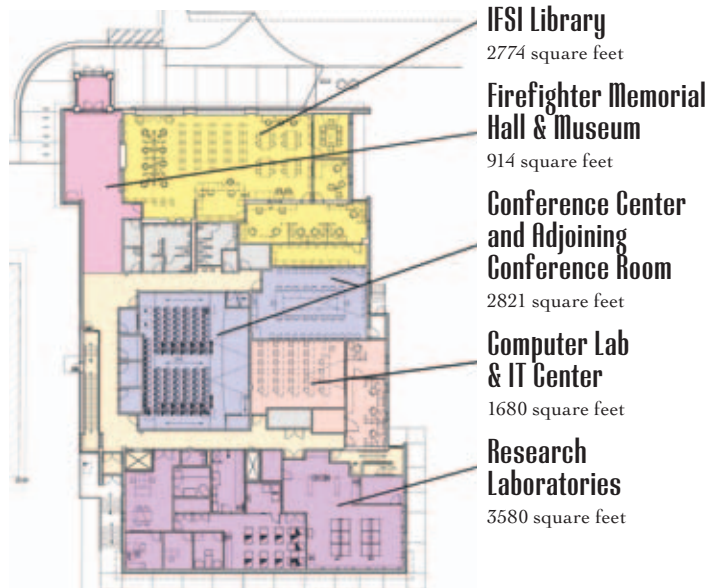 IFSI Library
2774 square feet
Firefighter Memorial
Hall & Museum
914 square feet
Conference Center
and Adjoining
Conference Room
2821 square feet
Computer Lab
& IT Center
1680 square feet
Research
Laboratories
3580 square feet